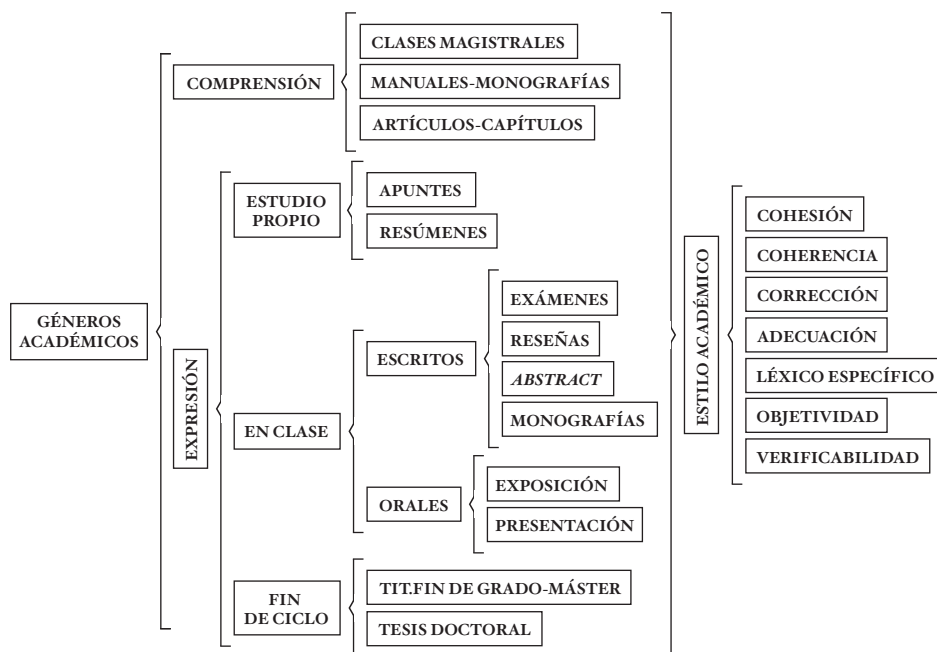 GÉNEROS
ACADÉMICOS
COMPRENSIÓN
CLASES MAGISTRALES
MANUALES-MONOGRAFÍAS
ARTÍCULOS-CAPÍTULOS
EXPRESIÓN
ESTUDIO
PROPIO
APUNTES
RESÚMENES
EN CLASE
ESCRITOS
EXÁMENES
RESEÑAS
ABSTRACT
MONOGRAFÍAS
ORALES
EXPOSICIÓN
PRESENTACIÓN
FIN
DE CICLO
TIT.FIN DE GRADO-MÁSTER
TESIS DOCTORAL
ESTILO ACADÉMICO
COHESIÓN
COHERENCIA
CORRECCIÓN
ADECUACIÓN
LÉXICO ESPECÍFICO
OBJETIVIDAD
VERIFICABILIDAD